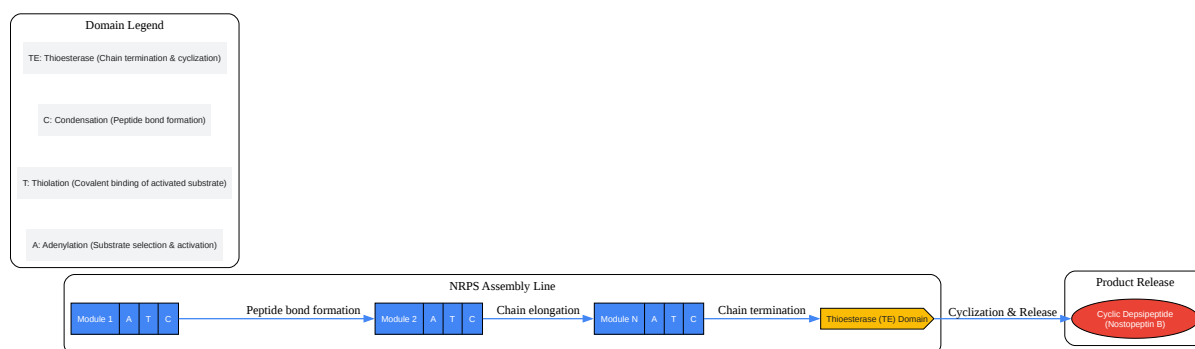 Domain Legend
TE: Thioesterase (Chain termination & cyclization)
C: Condensation (Peptide bond formation)
T: Thiolation (Covalent binding of activated substrate)
A: Adenylation (Substrate selection & activation)
NRPS Assembly Line
Module 1 A T C
Peptide bond formation
Module 2 A T C
Chain elongation
Module N A T C
Chain termination
Thioesterase (TE) Domain
Cyclization & Release
Product Release
Cyclic Depsipeptide
(Nostopeptin B)